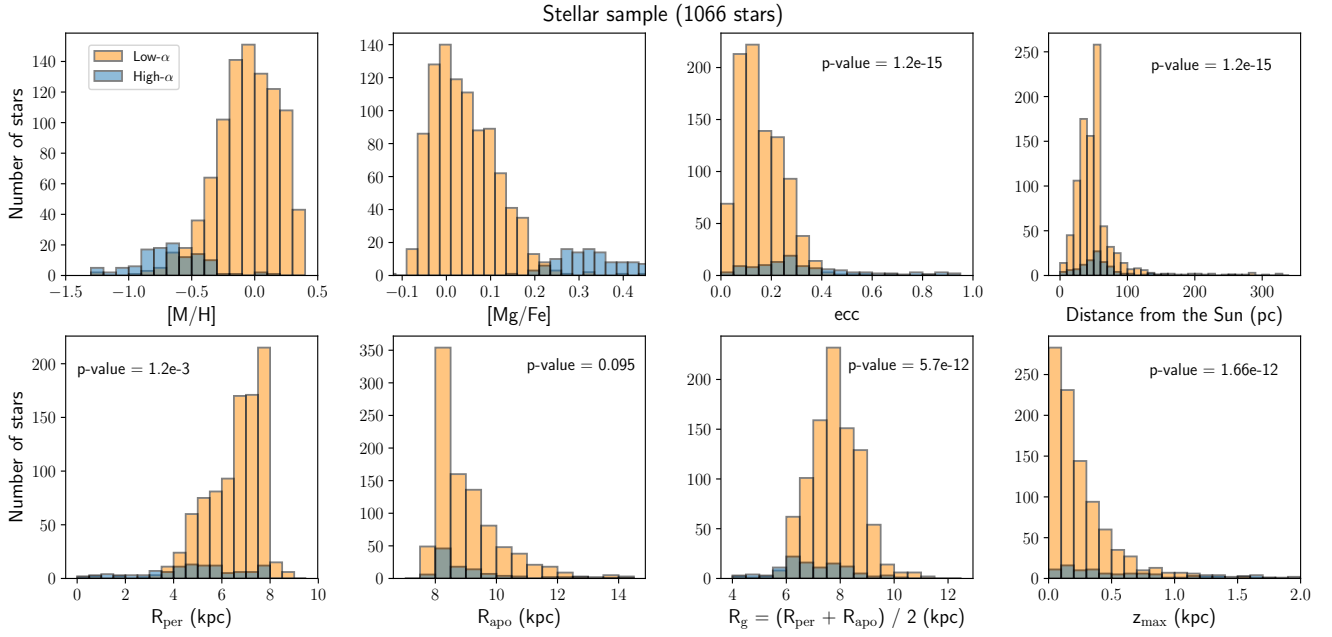 Stellar sample (1066 stars)
Number of stars
140
120
100
80
60
40
20
0
Low-α
High-α
−1.5 −1.0 −0.5 0.0 0.5
[M/H]
140
120
100
80
60
40
20
0
−0.1 0.0 0.1 0.2 0.3 0.4
[Mg/Fe]
200
150
100
50
0
p-value = 1.2e-15
0.0 0.2 0.4 0.6 0.8 1.0
ecc
250
200
150
100
50
0
p-value = 1.2e-15
0 100 200 300
Distance from the Sun (pc)
Number of stars
200
150
100
50
0
p-value = 1.2e-3
0 2 4 6 8 10
R_per (kpc)
350
300
250
200
150
100
50
0
p-value = 0.095
8 10 12 14
R_apo (kpc)
200
150
100
50
0
p-value = 5.7e-12
4 6 8 10 12
R_g = (R_per + R_apo) / 2 (kpc)
250
200
150
100
50
0
p-value = 1.66e-12
0.0 0.5 1.0 1.5 2.0
z_max (kpc)